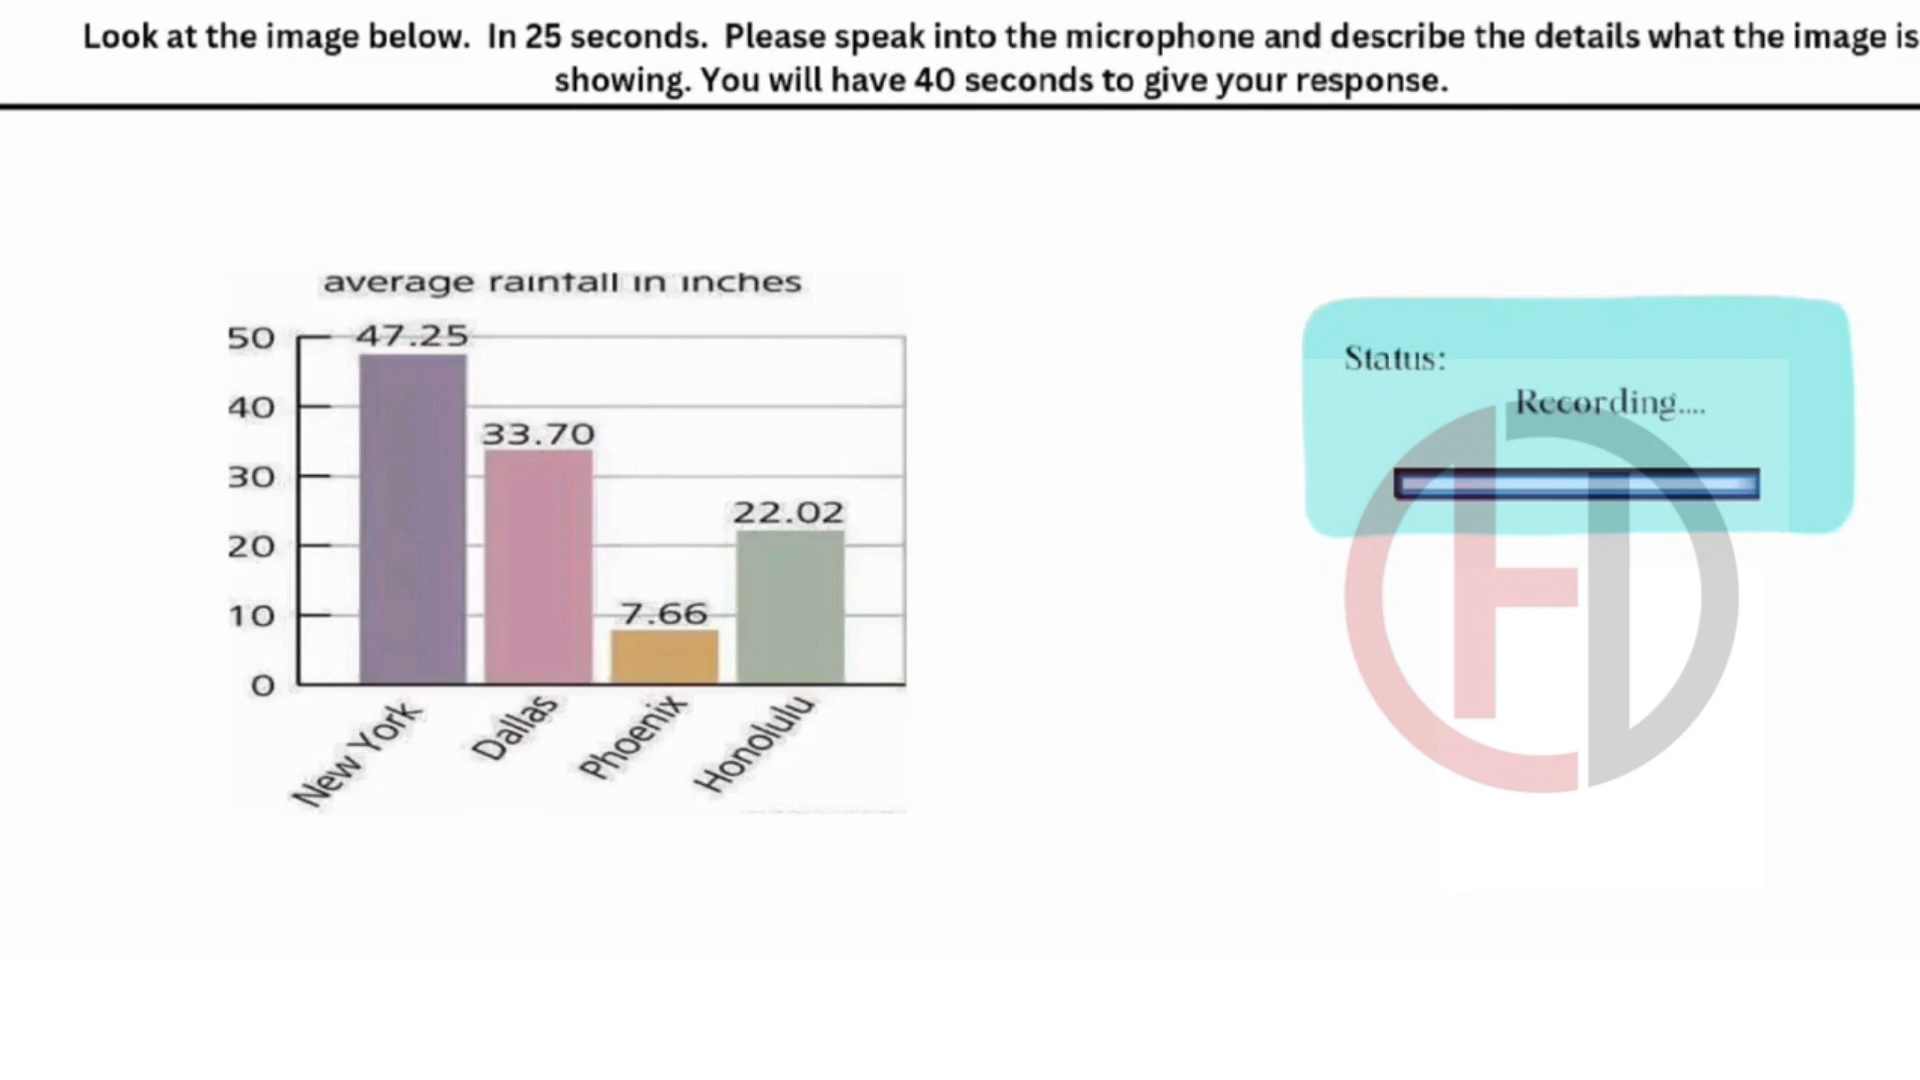 Look at the image below. In 25 seconds. Please speak into the microphone and describe the details what the image is
showing. You will have 40 seconds to give your response.
average rainfall in inches
50
40
30
20
10
0
47.25
33.70
7.66
22.02
New York
Dallas
Phoenix
Honolulu
Status:
Recording....